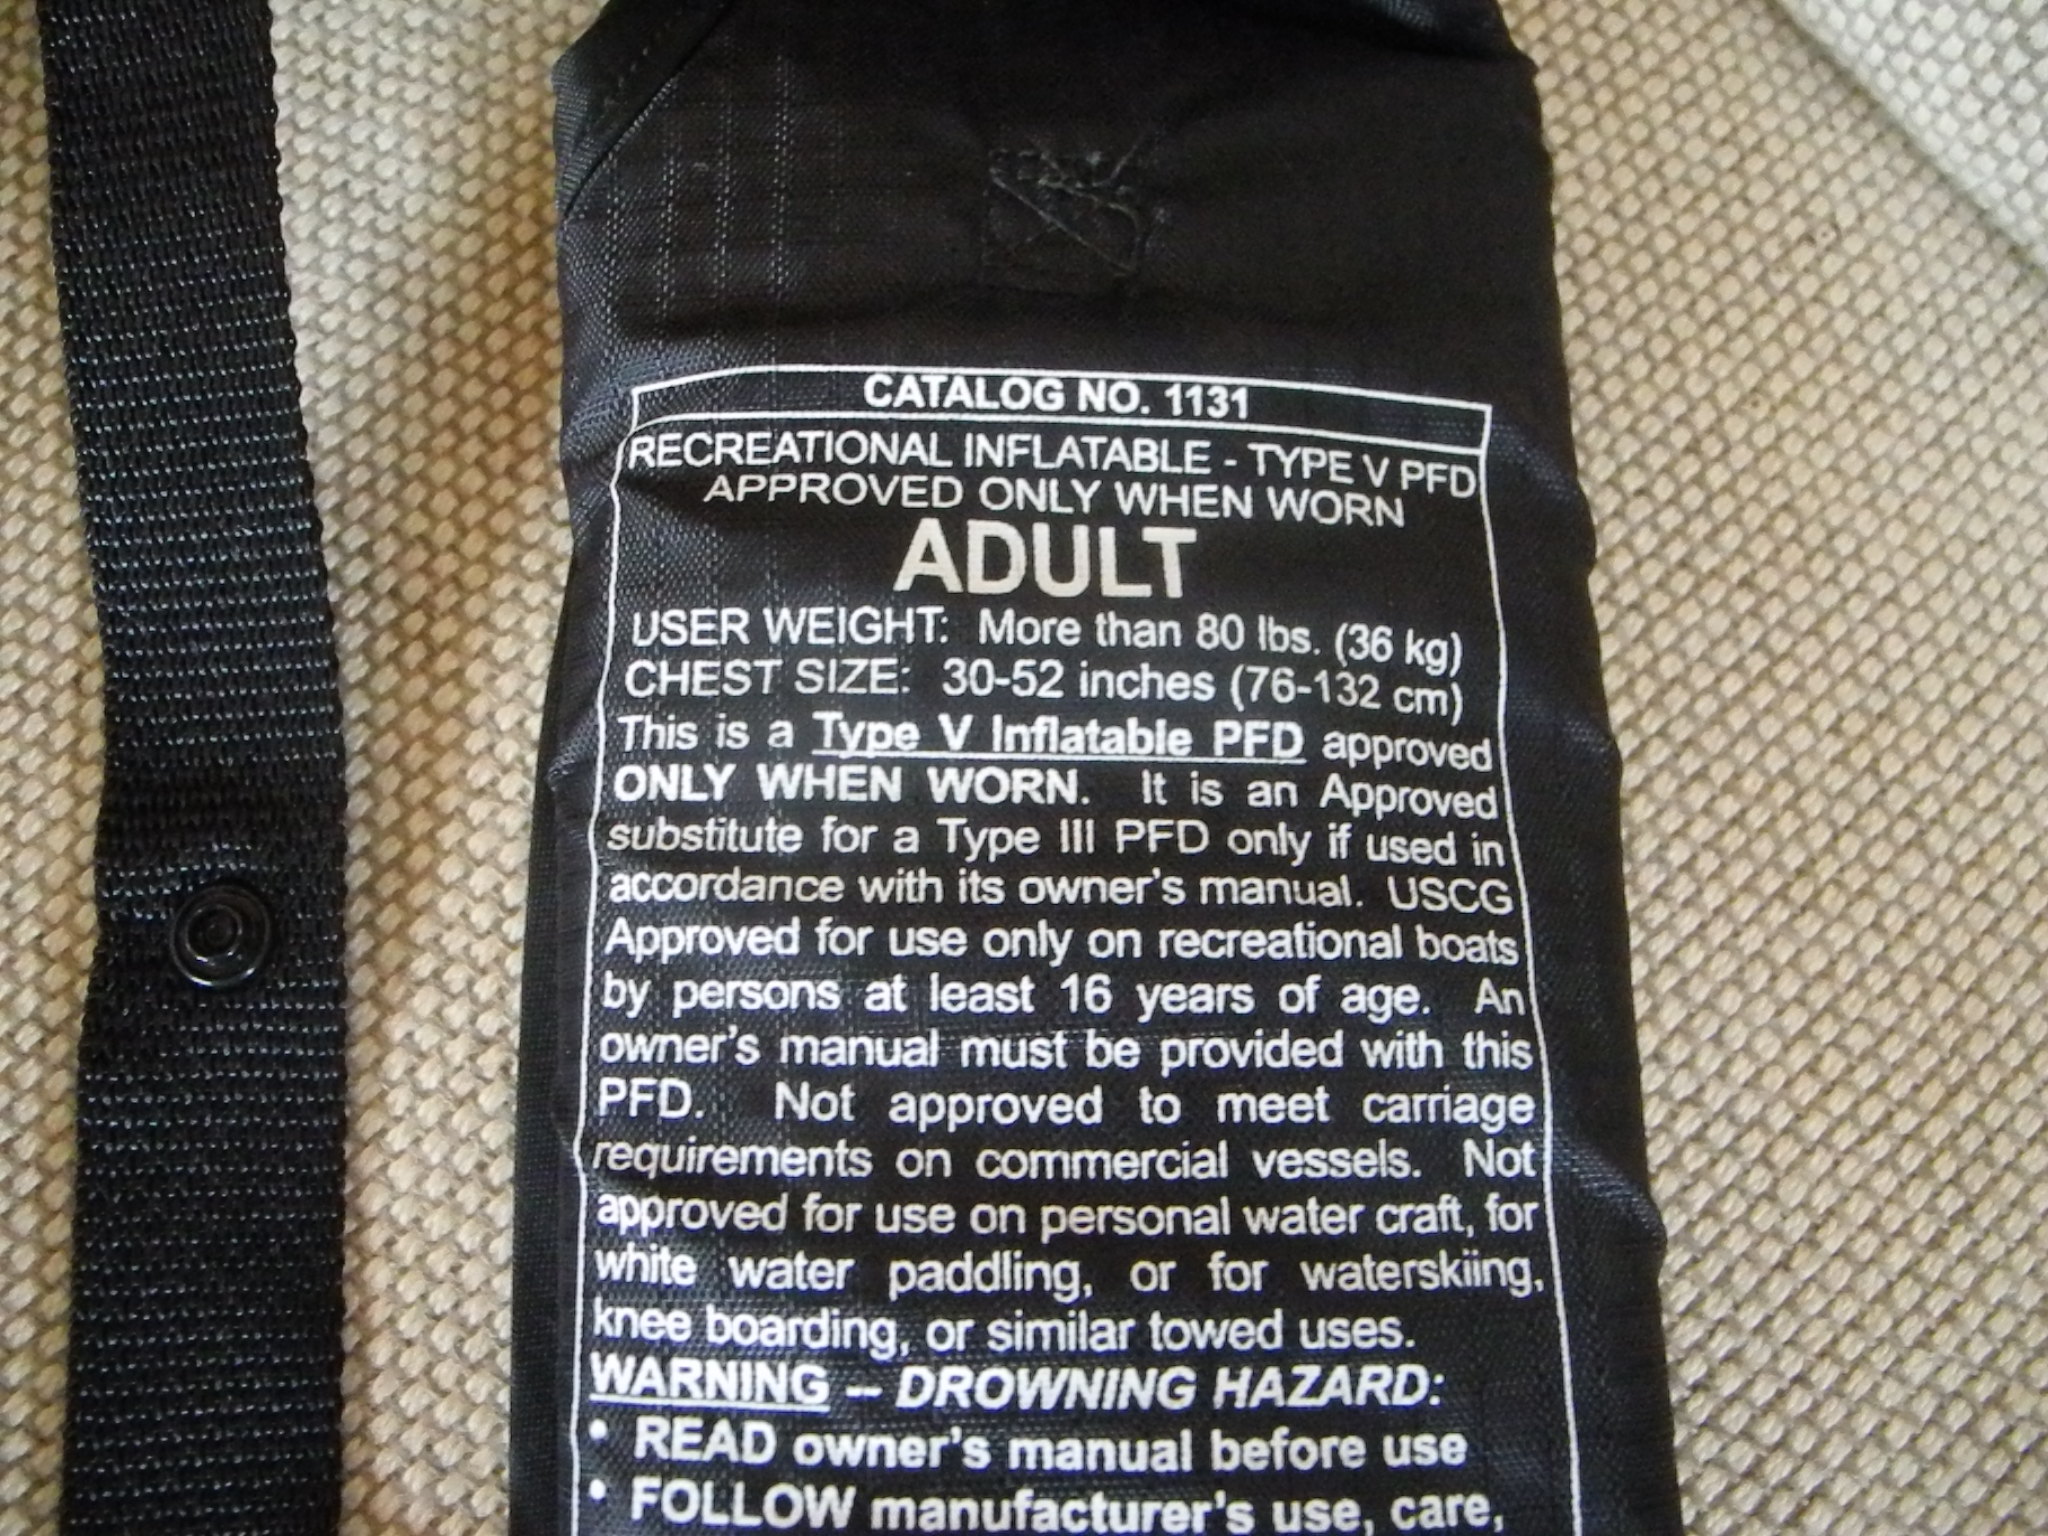 CATALOG NO. 1131
RECREATIONAL INFLATABLE - TYPE V PFD
APPROVED ONLY WHEN WORN
ADULT
USER WEIGHT: More than 80 lbs. (36 kg)
CHEST SIZE: 30-52 inches (76-132 cm)
This is a Type V Inflatable PFD approved
ONLY WHEN WORN. It is an Approved
substitute for a Type III PFD only if used in
accordance with its owner's manual. USCG
Approved for use only on recreational boats
by persons at least 16 years of age. An
owner's manual must be provided with this
PFD. Not approved to meet carriage
requirements on commercial vessels. Not
approved for use on personal water craft, for
white water paddling, or for waterskiing,
knee boarding, or similar towed uses.
WARNING -- DROWNING HAZARD:
• READ owner's manual before use
• FOLLOW manufacturer's use, care,